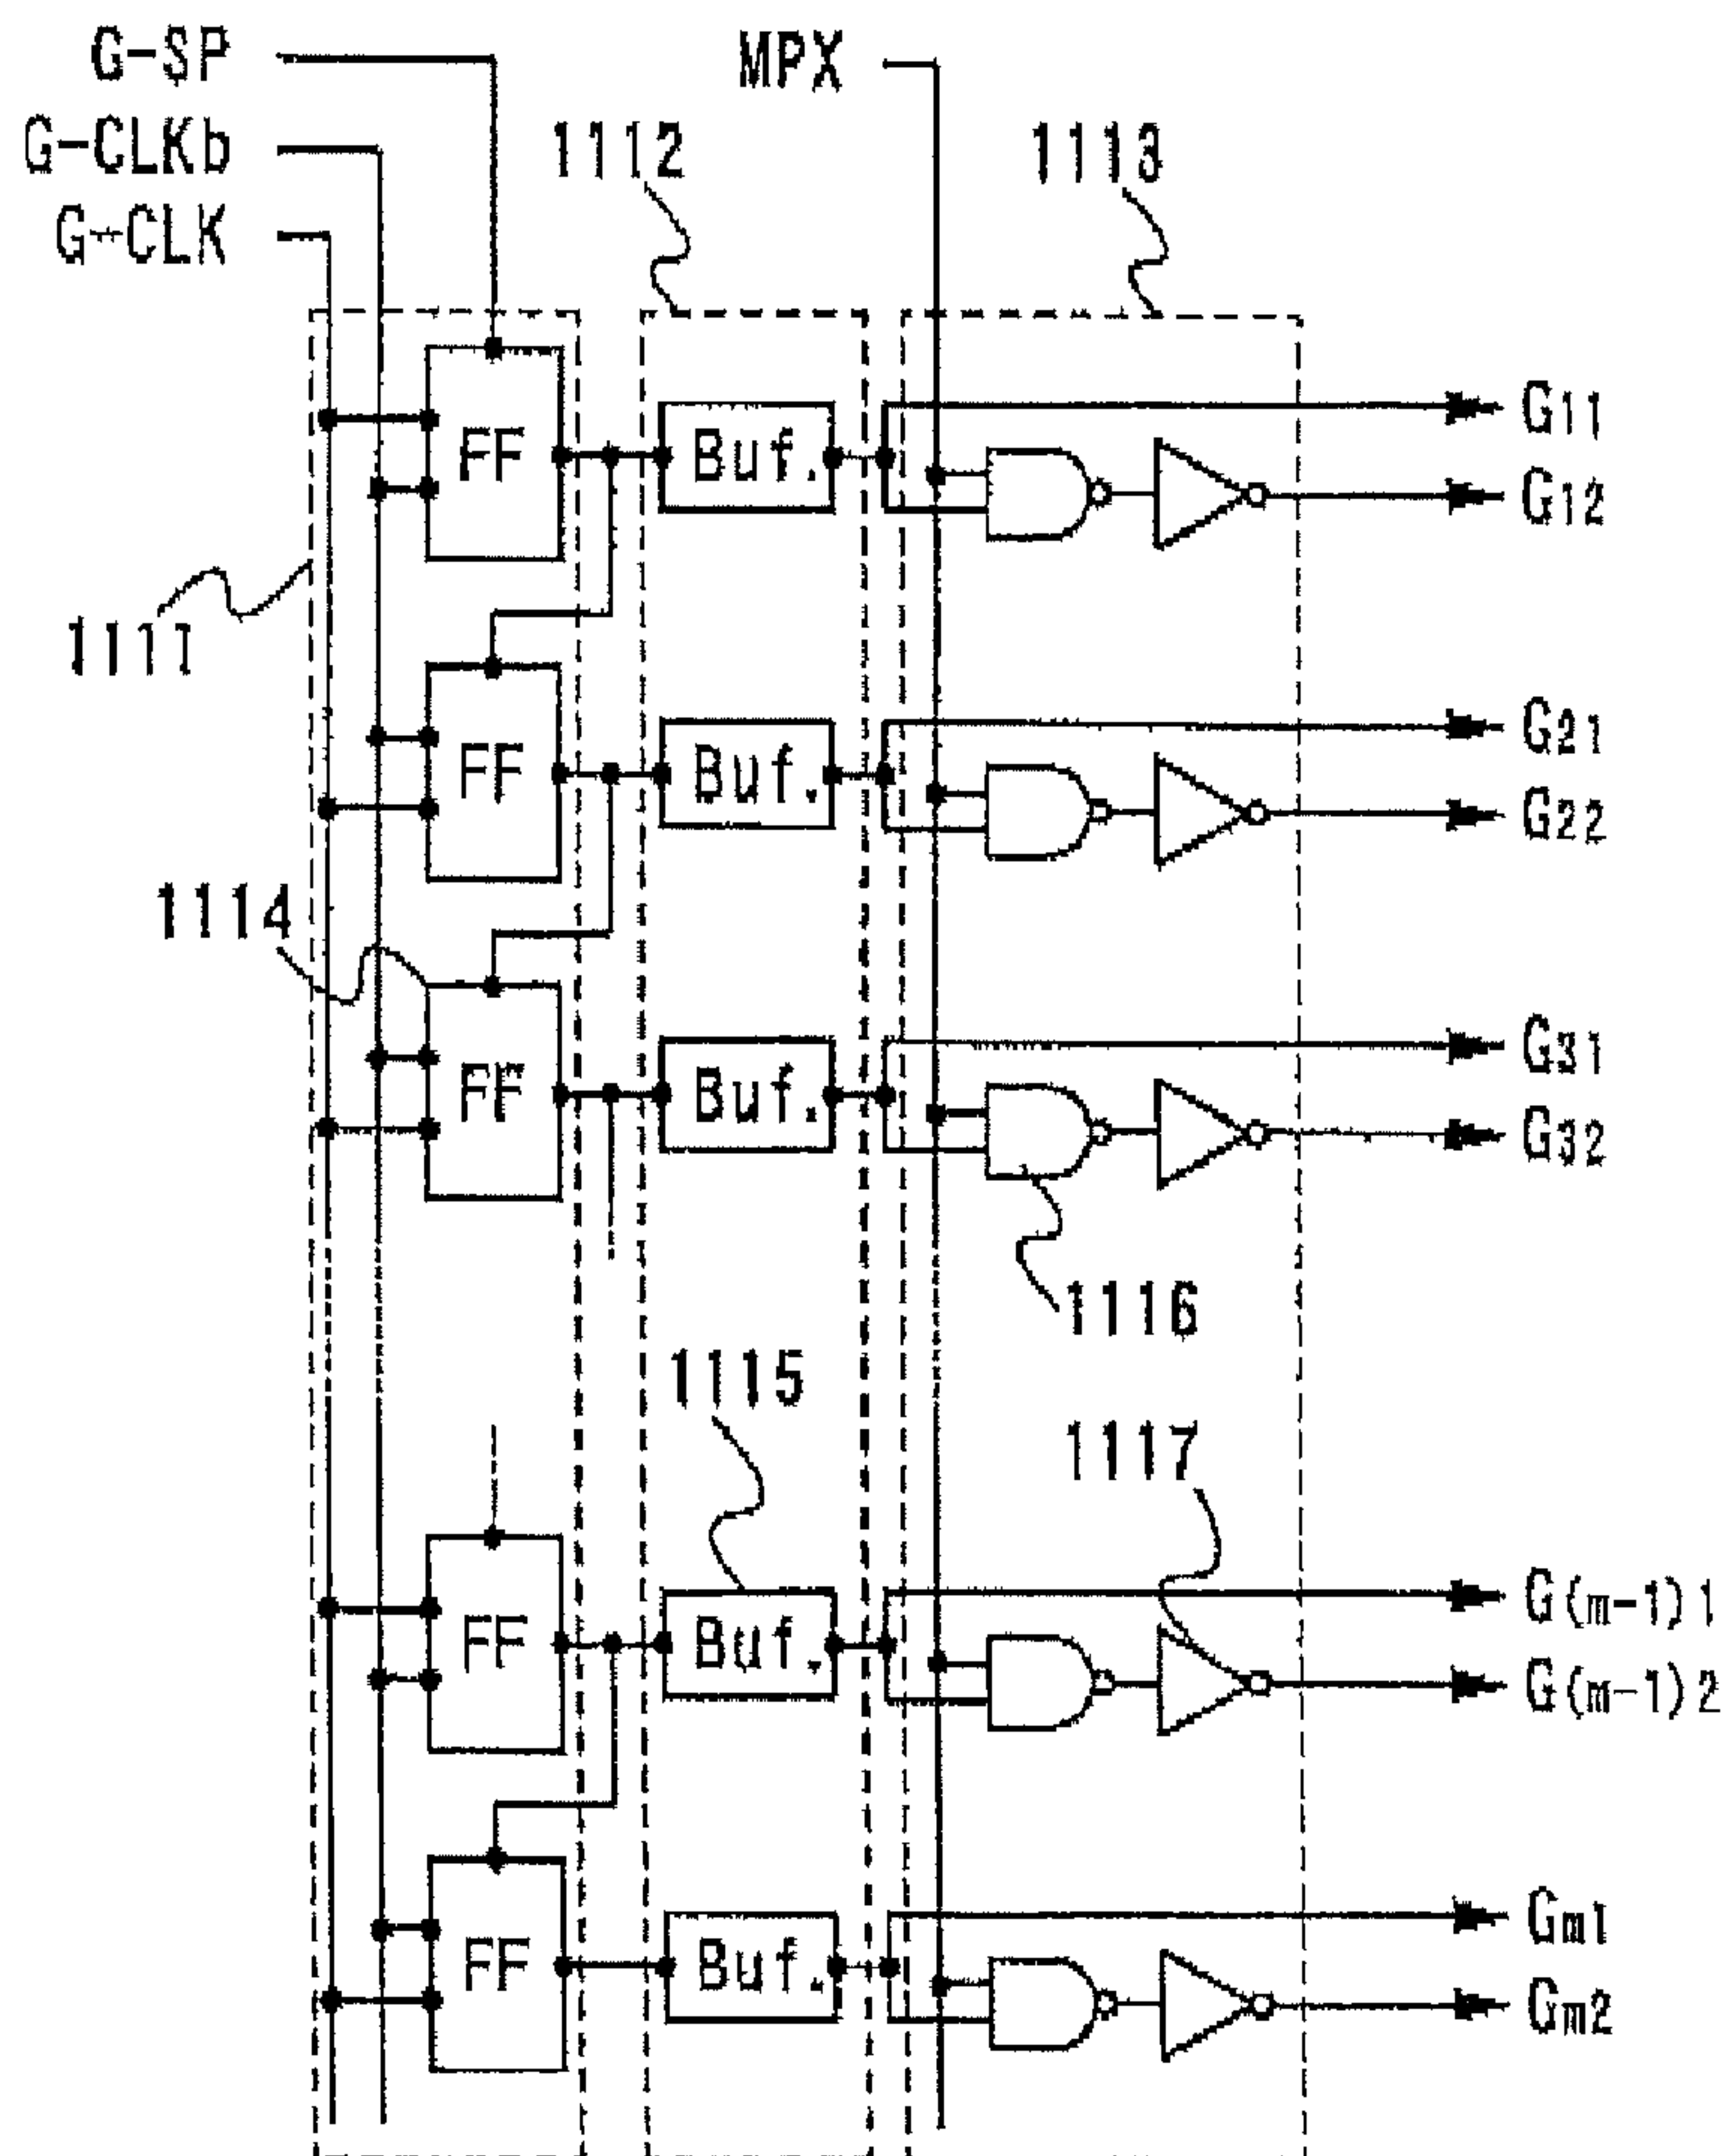 G-SP
MPX
G-CLKb
1112
1113
G-CLK
G11
FF
Buf.
G12
1111
G21
FF
Buf.
G22
1114
G31
FF
Buf.
G32
1116
1115
1117
G(m-1)1
FF
Buf.
G(m-1)2
Gm1
FF
Buf.
Gm2